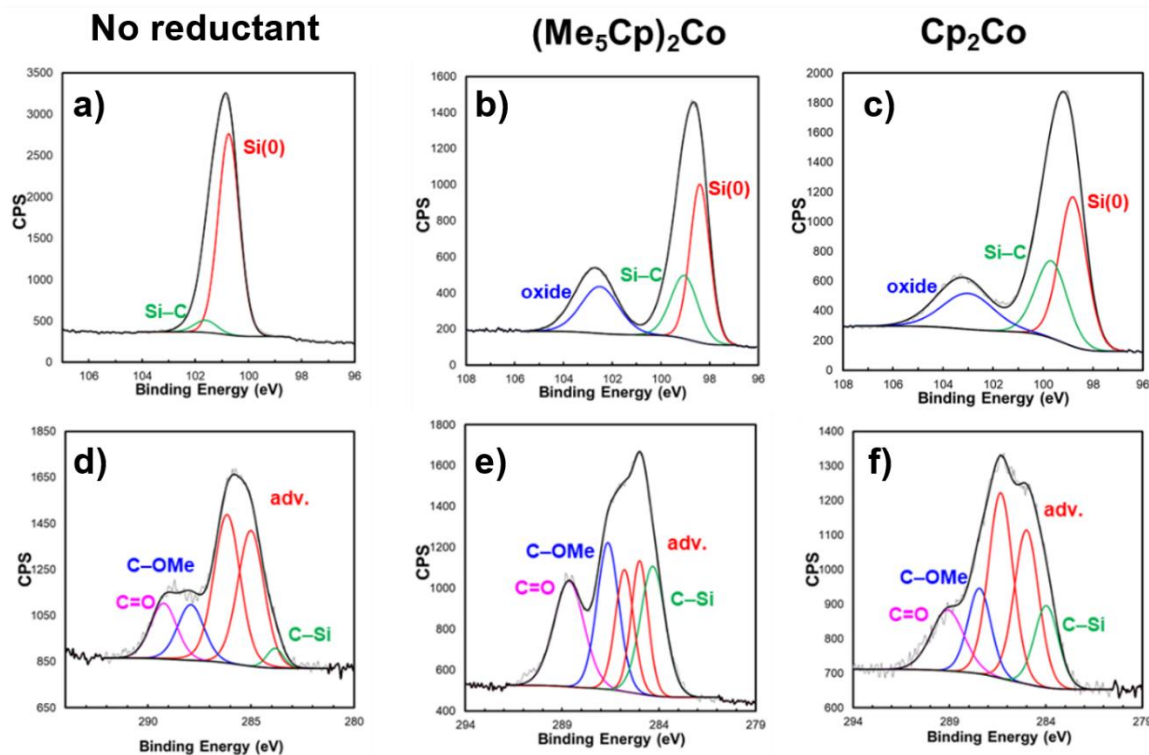 No reductant
(Me₅Cp)₂Co
Cp₂Co
a)
3500
3000
2500
2000
1500
1000
500
0
CPS
Si(0)
Si–C
106 104 102 100 98 96
Binding Energy (eV)
b)
1600
1400
1200
1000
800
600
400
200
0
CPS
Si(0)
Si–C
oxide
108 106 104 102 100 98 96
Binding Energy (eV)
c)
2000
1800
1600
1400
1200
1000
800
600
400
200
0
CPS
Si(0)
Si–C
oxide
108 106 104 102 100 98 96
Binding Energy (eV)
d)
1850
1650
1450
1250
1050
850
650
CPS
adv.
C–OMe
C=O
C–Si
290 285 280
Binding Energy (eV)
e)
1800
1600
1400
1200
1000
800
600
400
CPS
adv.
C–OMe
C=O
C–Si
294 289 284 279
Binding Energy (eV)
f)
1400
1300
1200
1100
1000
900
800
700
600
CPS
adv.
C–OMe
C=O
C–Si
294 289 284 279
Binding Energy (eV)